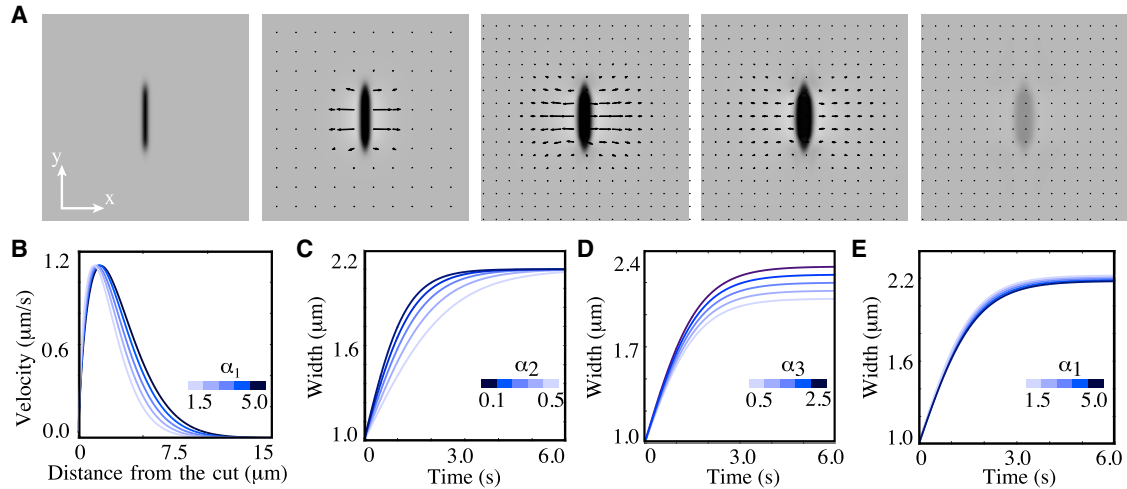 A
y
x
B
1.2
0.6
0.0
Velocity (μm/s)
α1
1.5 5.0
0 7.5 15
Distance from the cut (μm)
C
2.2
1.6
1.0
Width (μm)
α2
0.1 0.5
0 3.0 6.0
Time (s)
D
2.4
1.7
1.0
Width (μm)
α3
0.5 2.5
0 3.0 6.0
Time (s)
E
2.2
1.6
1.0
Width (μm)
α1
1.5 5.0
0 3.0 6.0
Time (s)